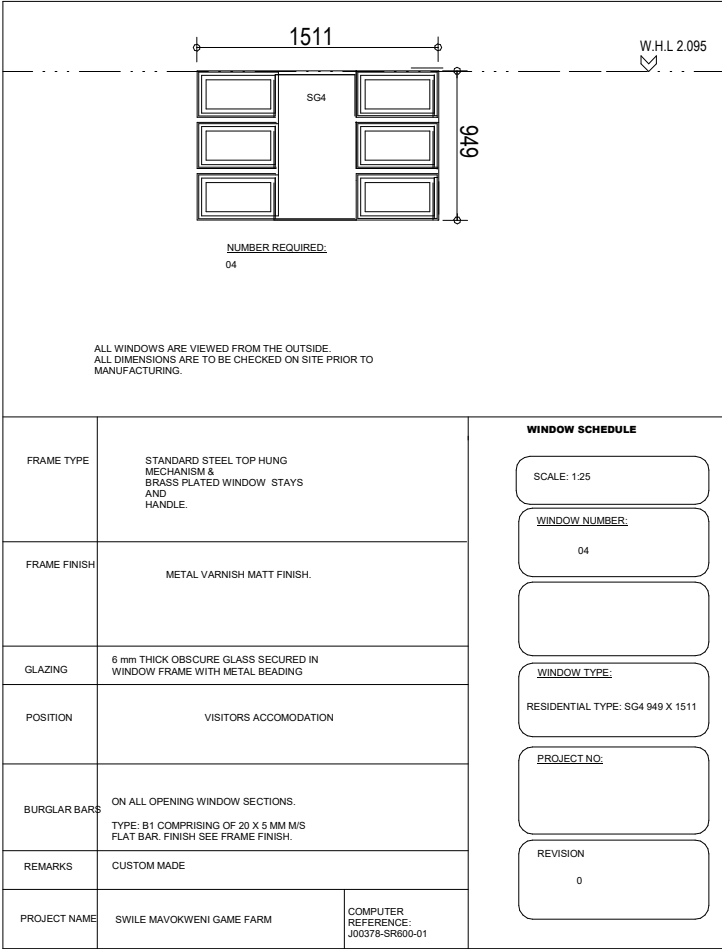 1511
W.H.L 2.095
SG4
949
NUMBER REQUIRED:
04
ALL WINDOWS ARE VIEWED FROM THE OUTSIDE.
ALL DIMENSIONS ARE TO BE CHECKED ON SITE PRIOR TO
MANUFACTURING.
FRAME TYPE
STANDARD STEEL TOP HUNG
MECHANISM &
BRASS PLATED WINDOW STAYS
AND
HANDLE.
FRAME FINISH
METAL VARNISH MATT FINISH.
GLAZING
6 mm THICK OBSCURE GLASS SECURED IN
WINDOW FRAME WITH METAL BEADING
POSITION
VISITORS ACCOMODATION
BURGLAR BARS
ON ALL OPENING WINDOW SECTIONS.
TYPE: B1 COMPRISING OF 20 X 5 MM M/S
FLAT BAR. FINISH SEE FRAME FINISH.
REMARKS
CUSTOM MADE
PROJECT NAME
SWILE MAVOKWENI GAME FARM
COMPUTER
REFERENCE:
J00378-SR600-01
WINDOW SCHEDULE
SCALE: 1:25
WINDOW NUMBER:
04
WINDOW TYPE:
RESIDENTIAL TYPE: SG4 949 X 1511
PROJECT NO:
REVISION
0